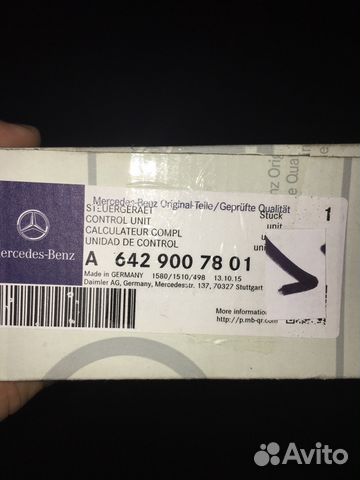 Mercedes-Benz Original-Teile/Geprüfte Qualität
STEUERGERAET
CONTROL UNIT
CALCULATEUR COMPL
UNIDAD DE CONTROL
Stück 1
unit
ercedes-Benz
A 642 900 78 01
Made in GERMANY 1580/1510/498 13.10.15
Daimler AG, Germany, Mercedesstr. 137, 70327 Stuttgart
More information
http://p.mb-qr.com
Avito